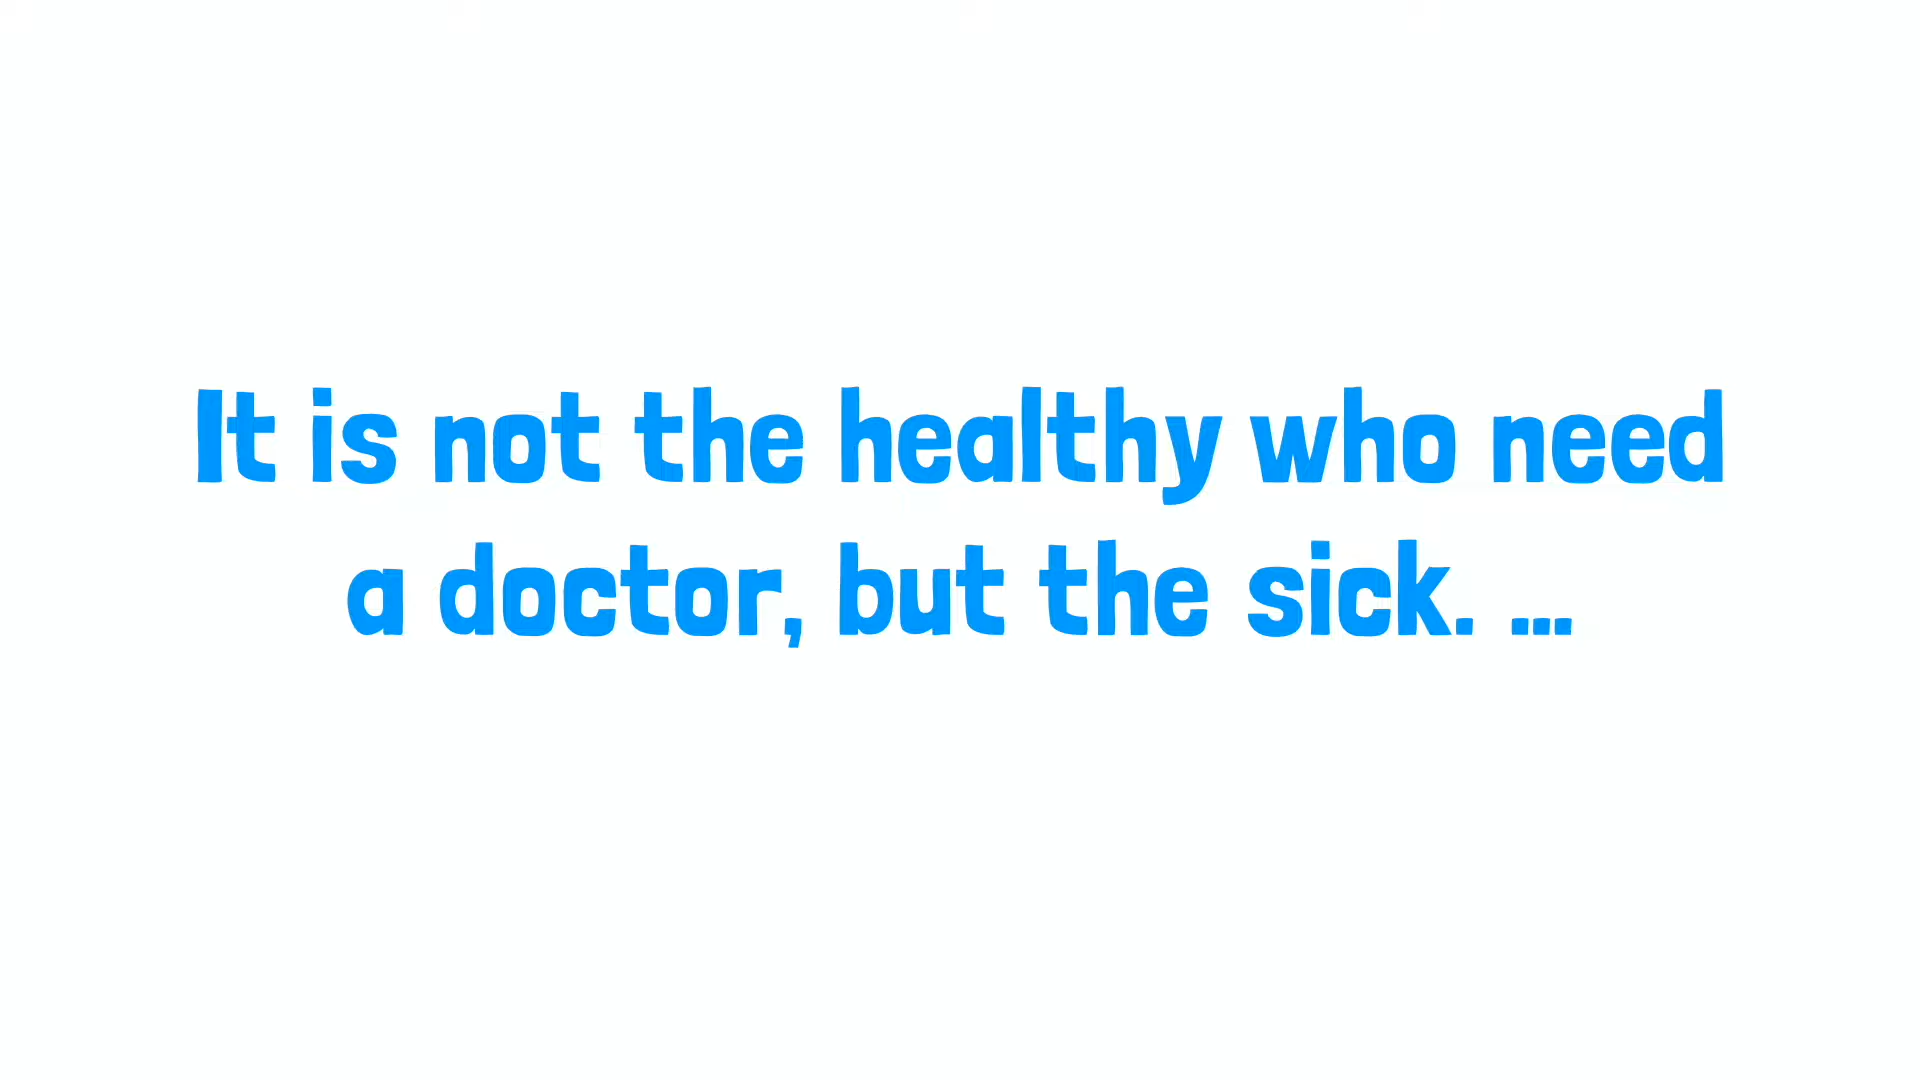 It is not the healthy who need
a doctor, but the sick. ...